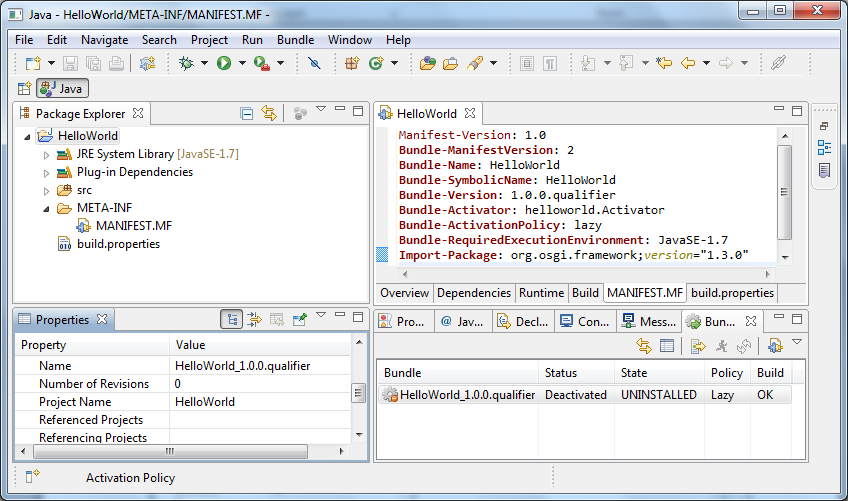 Java - HelloWorld/META-INF/MANIFEST.MF -
File Edit Navigate Search Project Run Bundle Window Help
Java
Package Explorer
HelloWorld
JRE System Library [JavaSE-1.7]
Plug-in Dependencies
src
META-INF
MANIFEST.MF
build.properties
HelloWorld
Manifest-Version: 1.0
Bundle-ManifestVersion: 2
Bundle-Name: HelloWorld
Bundle-SymbolicName: HelloWorld
Bundle-Version: 1.0.0.qualifier
Bundle-Activator: helloworld.Activator
Bundle-ActivationPolicy: lazy
Bundle-RequiredExecutionEnvironment: JavaSE-1.7
Import-Package: org.osgi.framework;version="1.3.0"
Overview Dependencies Runtime Build MANIFEST.MF build.properties
Properties
Property Value
Name HelloWorld_1.0.0.qualifier
Number of Revisions 0
Project Name HelloWorld
Referenced Projects
Referencing Projects
Pro... @ Java... Decl... Con... Mess... Bun...
Bundle Status State Policy Build
HelloWorld_1.0.0.qualifier Deactivated UNINSTALLED Lazy OK
Activation Policy